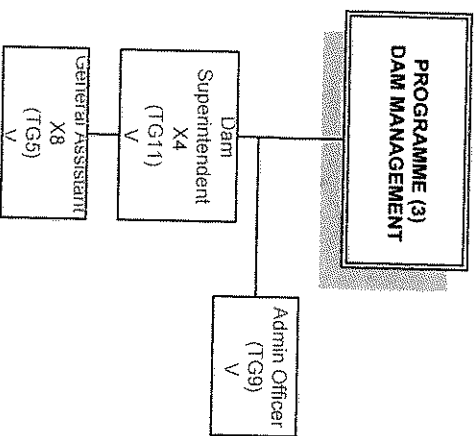 PROGRAMME (3)
DAM MANAGEMENT
Dam
Superintendent
X4
(TG11)
V
Admin Officer
(TG9)
V
General Assistant
X8
(TG5)
V